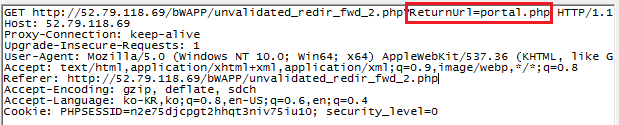 GET http://52.79.118.69/bWAPP/unvalidated_redir_fwd_2.php?ReturnUrl=portal.php HTTP/1.1
Host: 52.79.118.69
Proxy-Connection: keep-alive
Upgrade-Insecure-Requests: 1
User-Agent: Mozilla/5.0 (Windows NT 10.0; Win64; x64) AppleWebKit/537.36 (KHTML, like G
Accept: text/html,application/xhtml+xml,application/xml;q=0.9,image/webp,*/*;q=0.8
Referer: http://52.79.118.69/bWAPP/unvalidated_redir_fwd_2.php
Accept-Encoding: gzip, deflate, sdch
Accept-Language: ko-KR,ko;q=0.8,en-US;q=0.6,en;q=0.4
Cookie: PHPSESSID=n2e75djcpgt2hhqt3niv75iu10; security_level=0